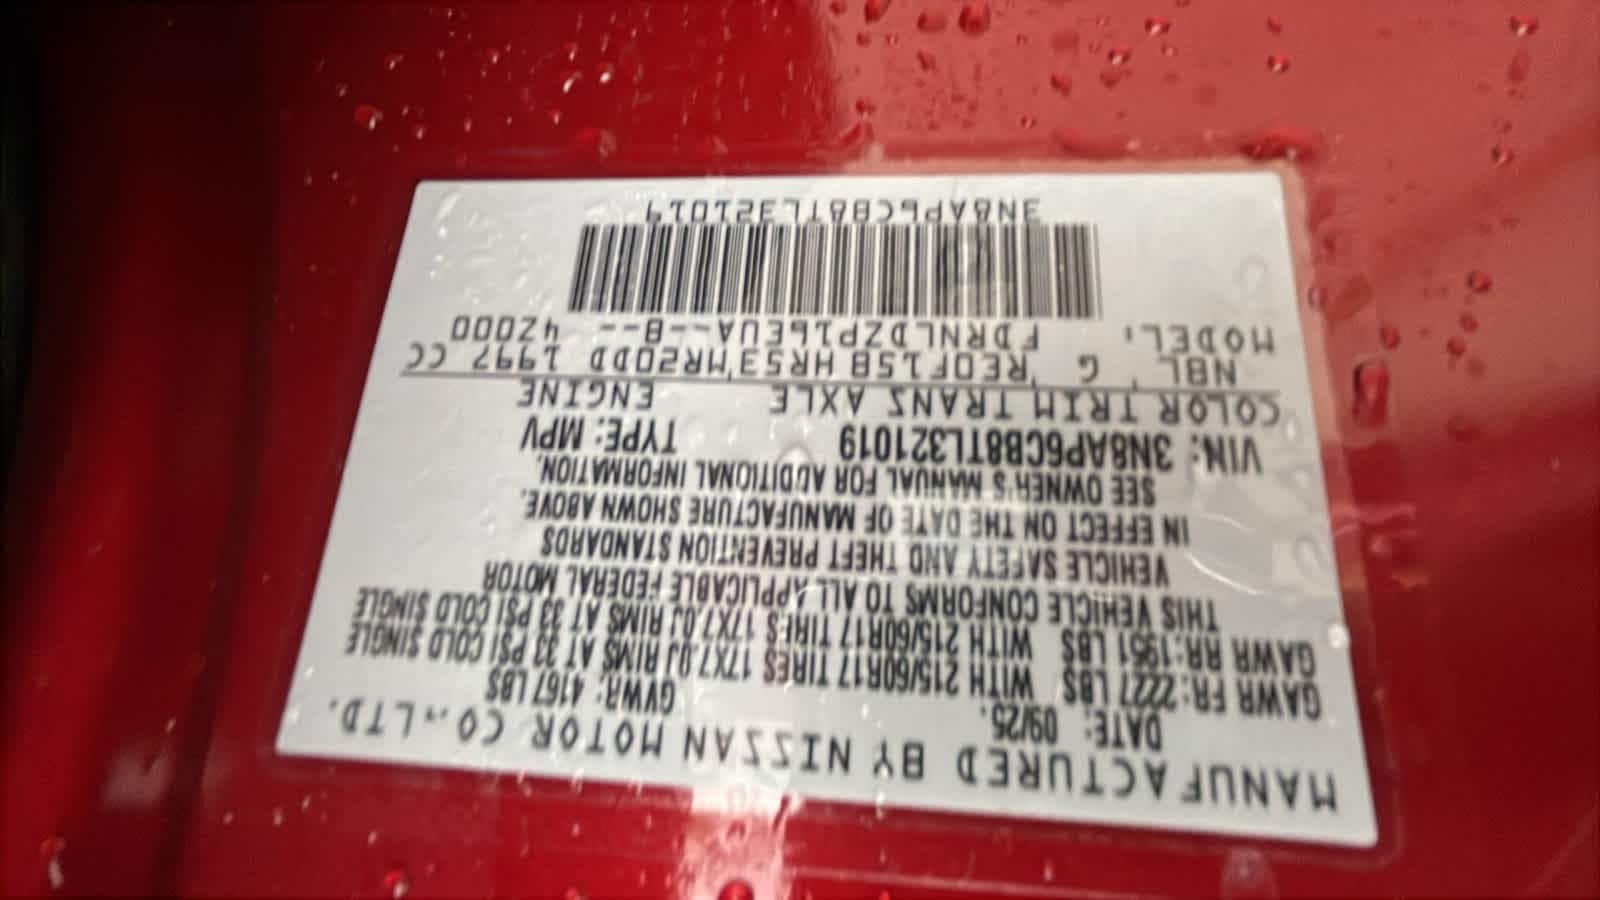 MANUFACTURED BY NISSAN MOTOR CO.,LTD.
DATE: 09/25. GVWR: 4167 LBS
GAWR FR: 2227 LBS WITH 215/60R17 TIRES 17X7.0J RIMS AT 33 PSI COLD SINGLE
GAWR RR: 1951 LBS WITH 215/60R17 TIRES 17X7.0J RIMS AT 33 PSI COLD SINGLE
THIS VEHICLE CONFORMS TO ALL APPLICABLE FEDERAL MOTOR
VEHICLE SAFETY AND THEFT PREVENTION STANDARDS
IN EFFECT ON THE DATE OF MANUFACTURE SHOWN ABOVE.
SEE OWNER'S MANUAL FOR ADDITIONAL INFORMATION.
VIN: 3N8AP6CB8TL321019 TYPE: MPV
COLOR TRIM TRANS AXLE ENGINE
NBL G RE0F15B HR53 MR20DD 1997 CC
MODEL: FDRNLDZP16EUA--B-- 42000
3N8AP6CB8TL321019